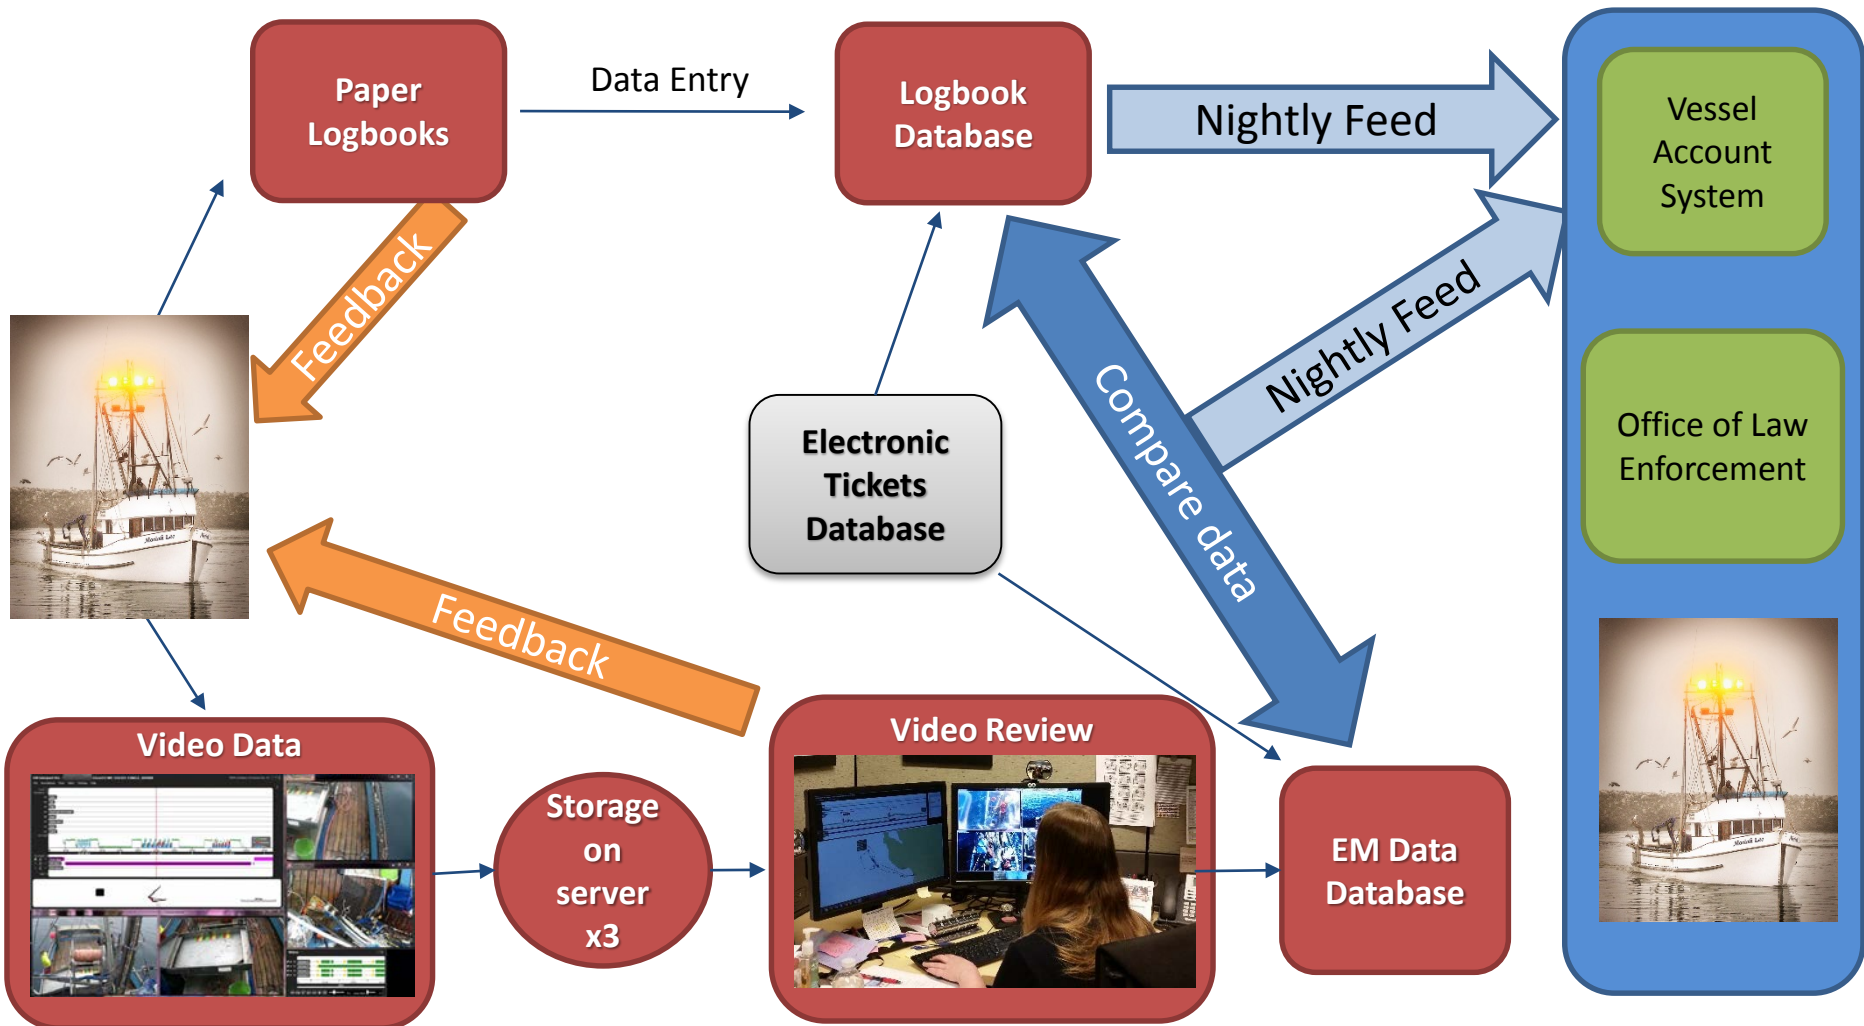 Paper
Logbooks
Data Entry
Logbook
Database
Nightly Feed
Vessel
Account
System
Feedback
Nightly Feed
Compare data
Electronic
Tickets
Database
Office of Law
Enforcement
Feedback
Video Data
Storage
on
server
x3
Video Review
EM Data
Database